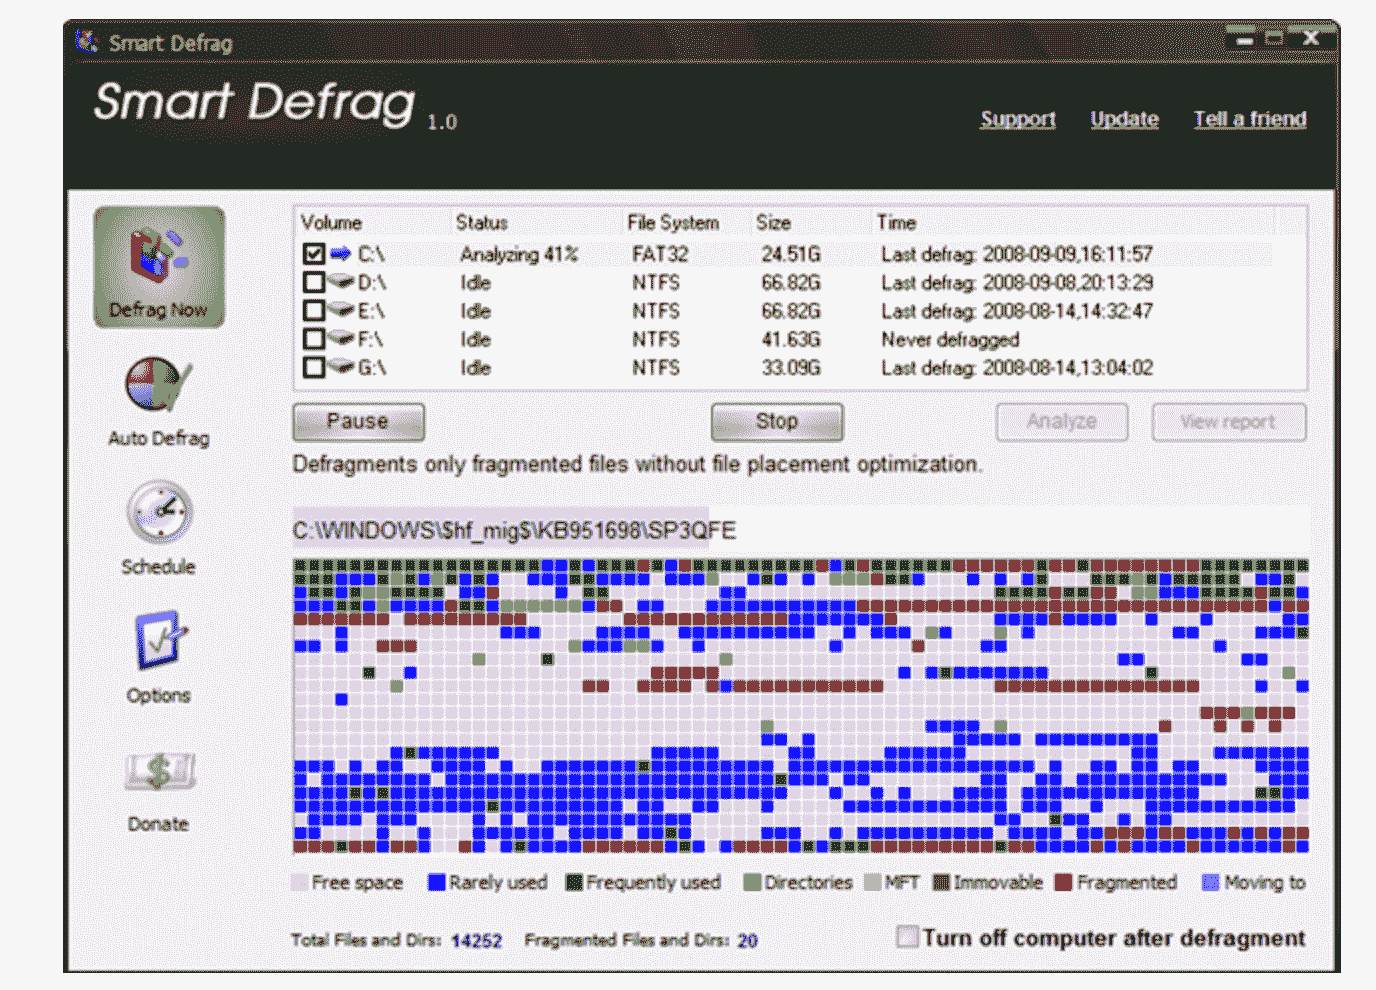 Smart Defrag
Smart Defrag 1.0
Support Update Tell a friend
Volume Status File System Size Time
C:\ Analyzing 41% FAT32 24.51G Last defrag: 2008-09-09,16:11:57
D:\ Idle NTFS 66.82G Last defrag: 2008-09-08,20:13:29
E:\ Idle NTFS 66.82G Last defrag: 2008-08-14,14:32:47
F:\ Idle NTFS 41.63G Never defragged
G:\ Idle NTFS 33.09G Last defrag: 2008-08-14,13:04:02
Defrag Now
Auto Defrag
Schedule
Options
Donate
Pause Stop Analyze View report
Defragments only fragmented files without file placement optimization.
C:\WINDOWS\$hf_mig$\KB951698\SP3QFE
Free space Rarely used Frequently used Directories MFT Immovable Fragmented Moving to
Total Files and Dirs: 14252 Fragmented Files and Dirs: 20
Turn off computer after defragment